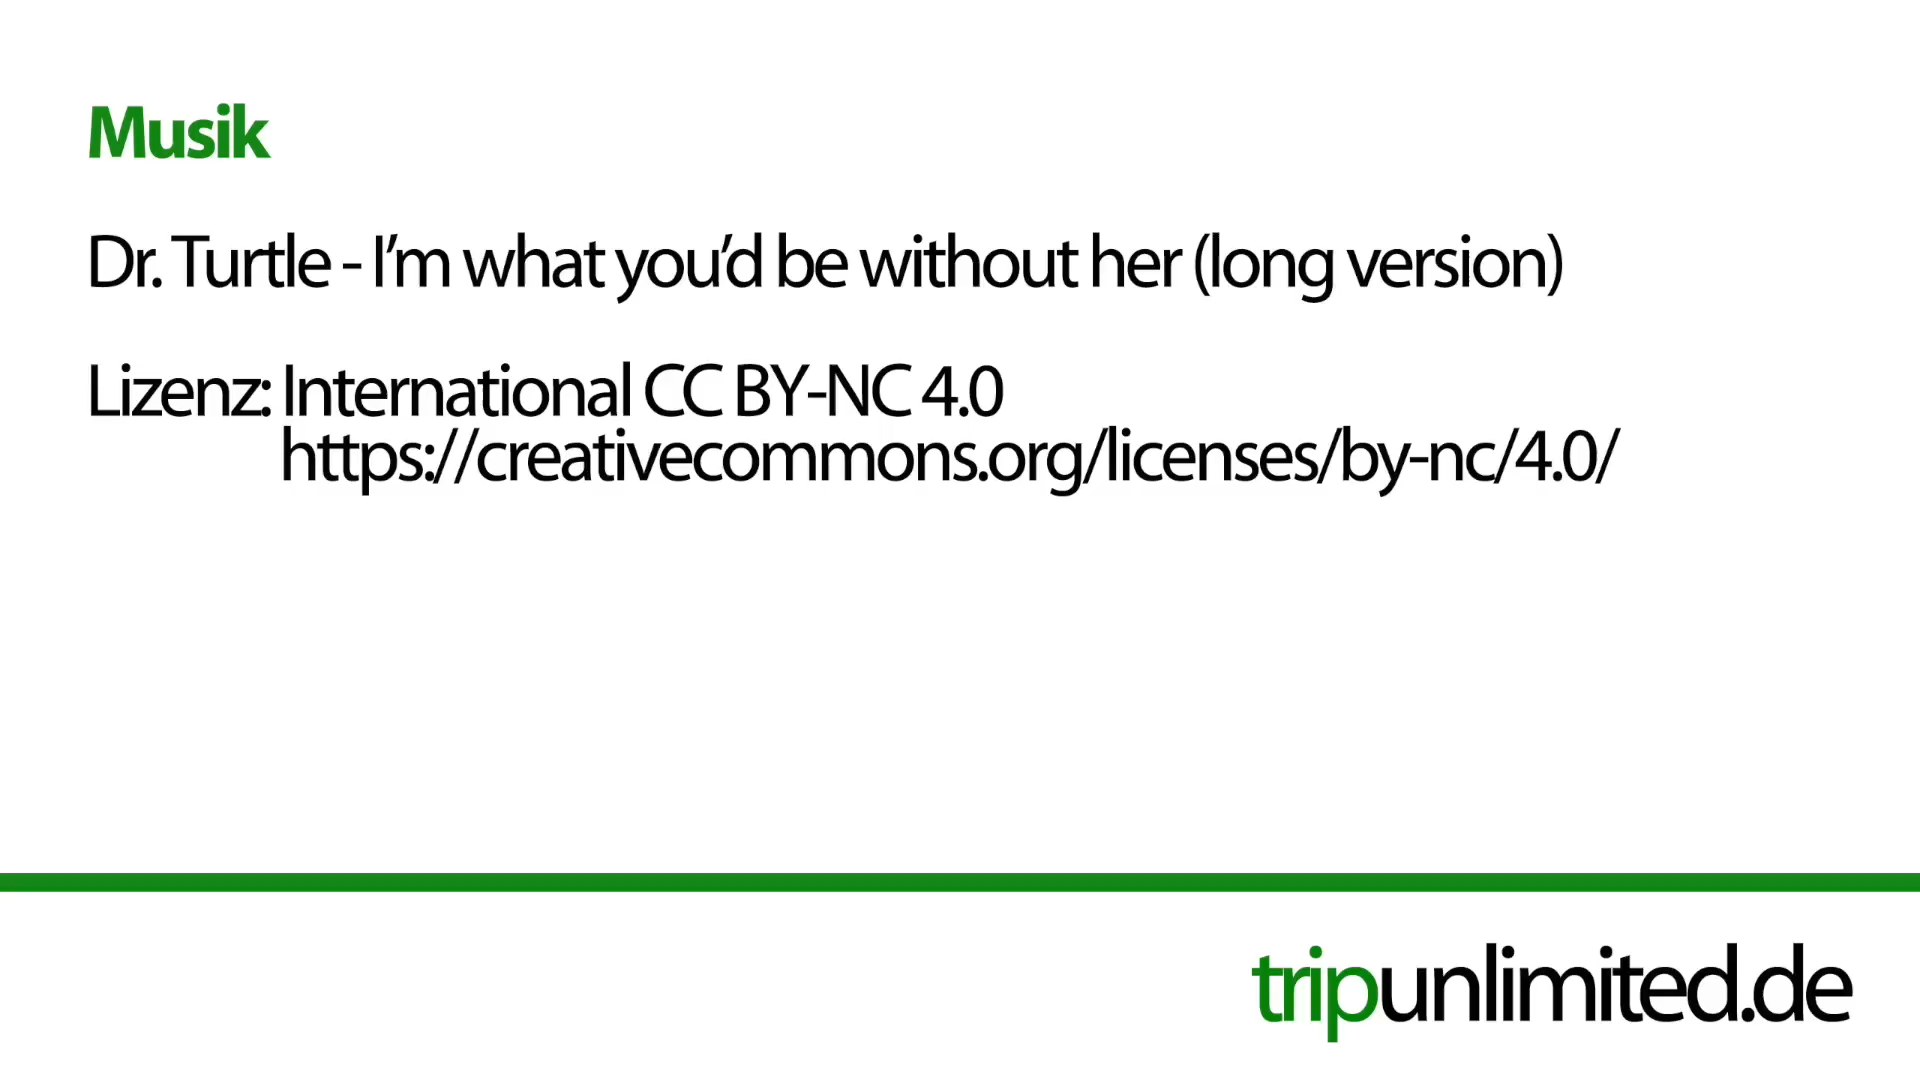 Musik
Dr. Turtle - I’m what you’d be without her (long version)
Lizenz: International CC BY-NC 4.0
https://creativecommons.org/licenses/by-nc/4.0/
tripunlimited.de